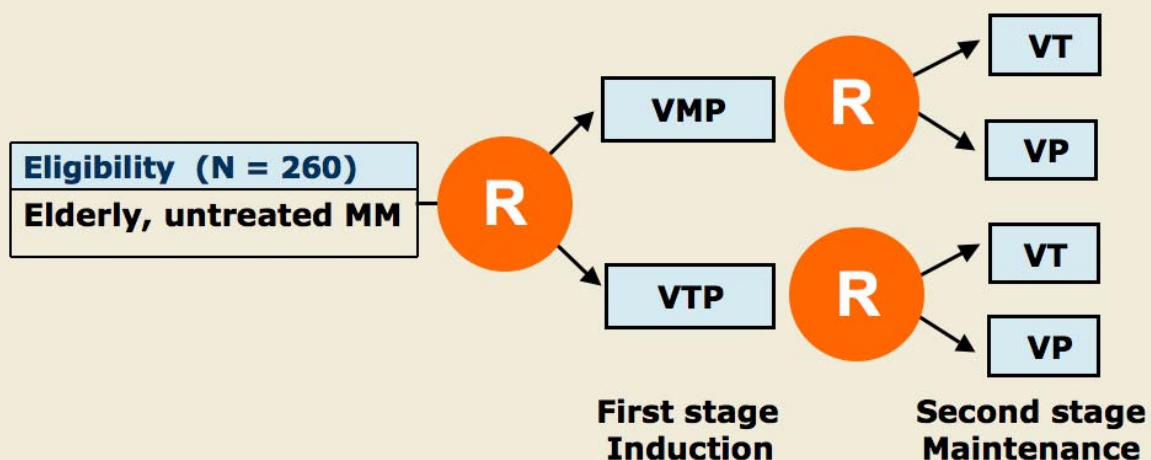 Eligibility (N = 260)
Elderly, untreated MM
R
VMP
VTP
R
R
VT
VP
VT
VP
First stage
Induction
Second stage
Maintenance